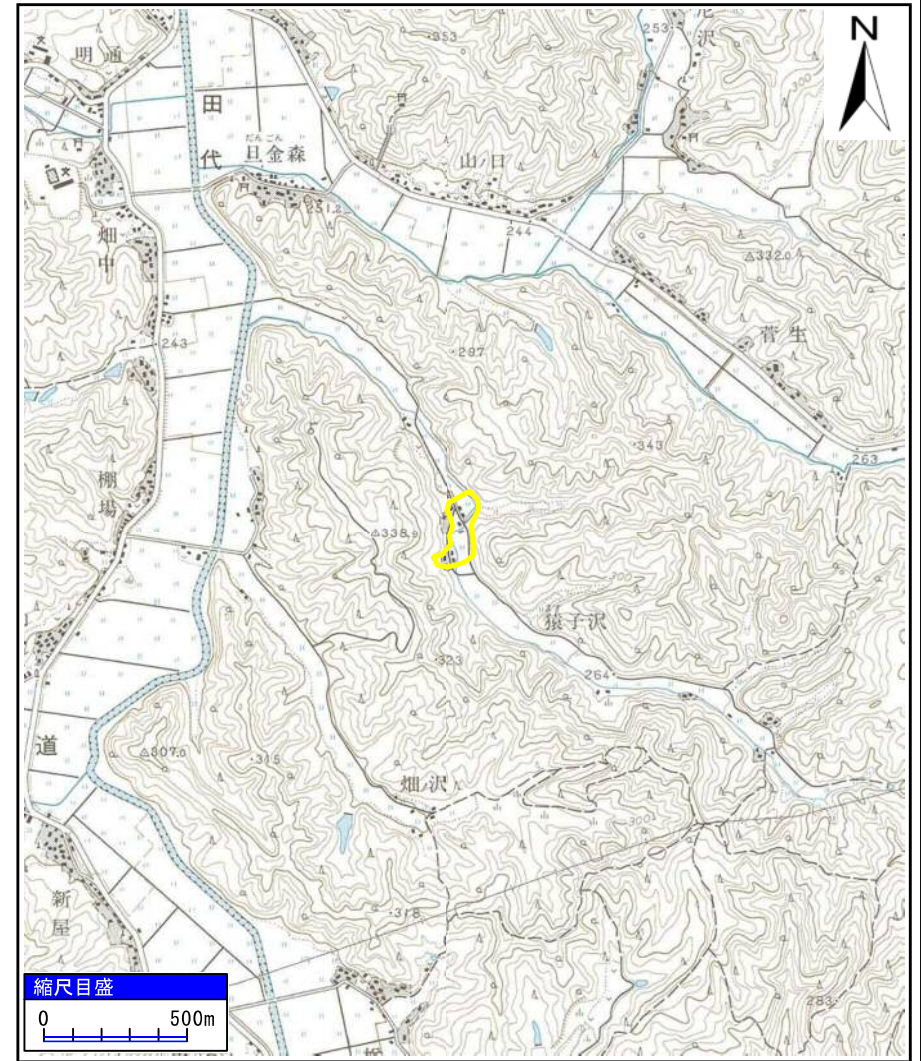 N
明通
・353
253
沢
田代
だんごん
旦金森
山ノ日
251.2
244
畑中
△332.0
菅生
・243
・297
・343
263
棚場
△338.9
猿子沢
・323
264
道
△307.0
・315
畑ノ沢
300
・318
新屋
283
縮尺目盛
0 500m